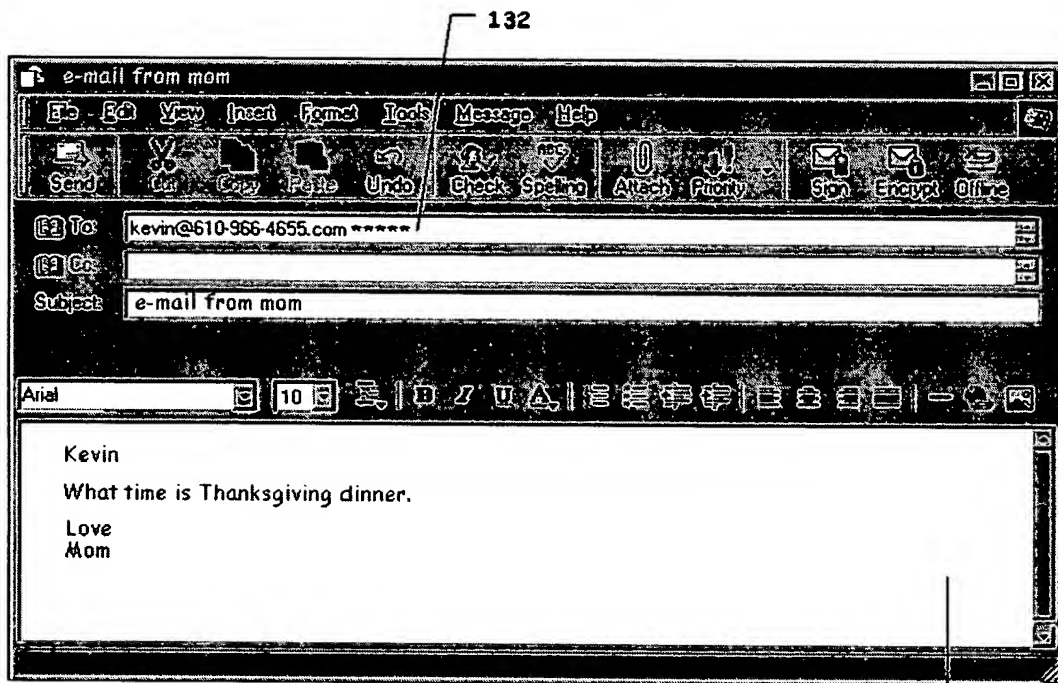 132
e-mail from mom
File Edit View Insert Format Tools Message Help
Send Cut Copy Paste Undo Check Spelling Attach Priority Sign Encrypt Offline
To: kevin@610-966-4655.com *****
Cc:
Subject: e-mail from mom
Arial 10 B I U A
Kevin
What time is Thanksgiving dinner.
Love
Mom